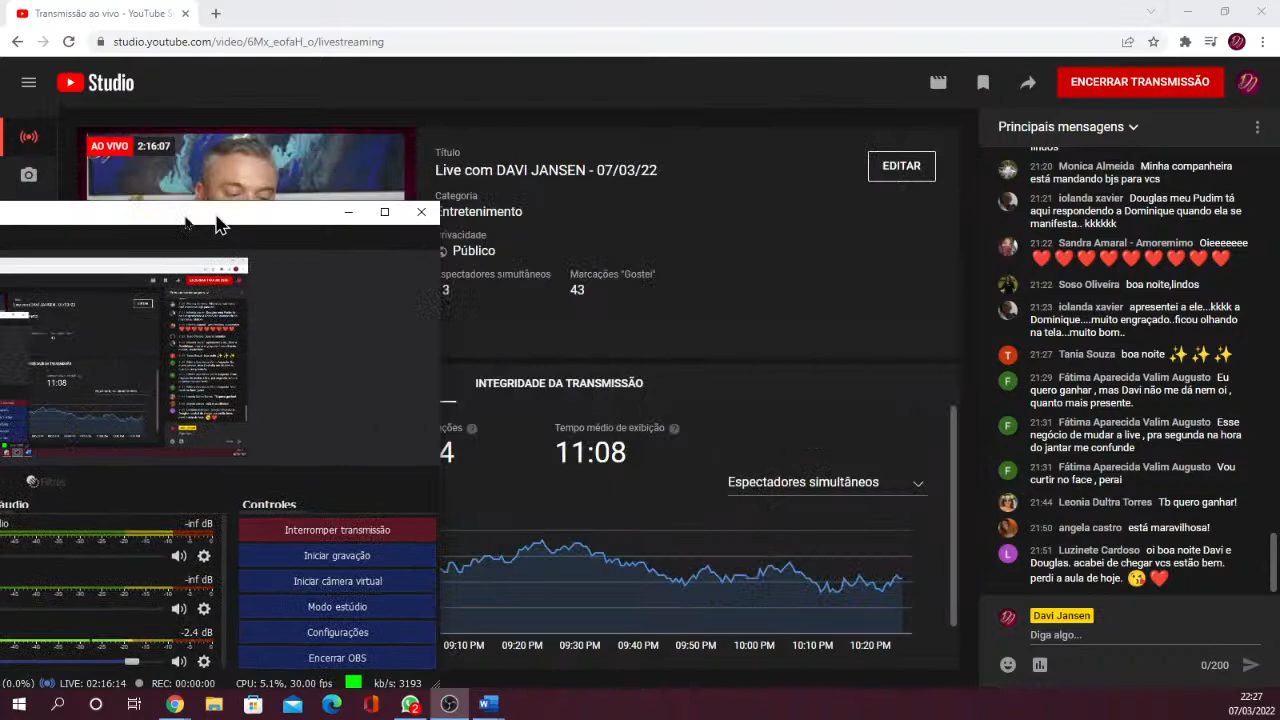 Transmissão ao vivo - YouTube S
studio.youtube.com/video/6Mx_eofaH_o/livestreaming
Studio
ENCERRAR TRANSMISSÃO
AO VIVO 2:16:07
Título
Live com DAVI JANSEN - 07/03/22
EDITAR
Categoria
Entretenimento
Privacidade
Público
espectadores simultâneos
Marcações "Gostei"
3
43
INTEGRIDADE DA TRANSMISSÃO
Tempo médio de exibição
4
11:08
Espectadores simultâneos
09:10 PM 09:20 PM 09:30 PM 09:40 PM 09:50 PM 10:00 PM 10:10 PM 10:20 PM
Principais mensagens
lindos
21:20 Monica Almeida Minha companheira
está mandando bjs para vcs
21:21 iolanda xavier Douglas meu Pudim tá
aqui respondendo a Dominique quando ela se
manifesta.. kkkkkk
21:22 Sandra Amaral - Amoremimo Oieeeeeee
21:22 Soso Oliveira boa noite,lindos
21:23 iolanda xavier apresentei a ele...kkkk a
Dominique....muito engraçado..ficou olhando
na tela..,muito bom..
21:27 Tania Souza boa noite
21:29 Fátima Aparecida Valim Augusto Eu
quero ganhar , mas Davi não me dá nem oi ,
quanto mais presente.
21:31 Fátima Aparecida Valim Augusto Esse
negócio de mudar a live , pra segunda na hora
do jantar me confunde
21:31 Fátima Aparecida Valim Augusto Vou
curtir no face , perai
21:44 Leonia Dultra Torres Tb quero ganhar!
21:50 angela castro está maravilhosa!
21:51 Luzinete Cardoso oi boa noite Davi e
Douglas. acabei de chegar vcs estão bem.
perdi a aula de hoje.
Davi Jansen
Diga algo...
0/200
11:08
Filtros
Controles
Interromper transmissão
Iniciar gravação
Iniciar câmera virtual
Modo estúdio
Configurações
Encerrar OBS
-inf dB
-inf dB
-2.4 dB
(0.0%) LIVE: 02:16:14 REC: 00:00:00 CPU: 5.1%, 30.00 fps kb/s: 3193
2
22:27
07/03/2022